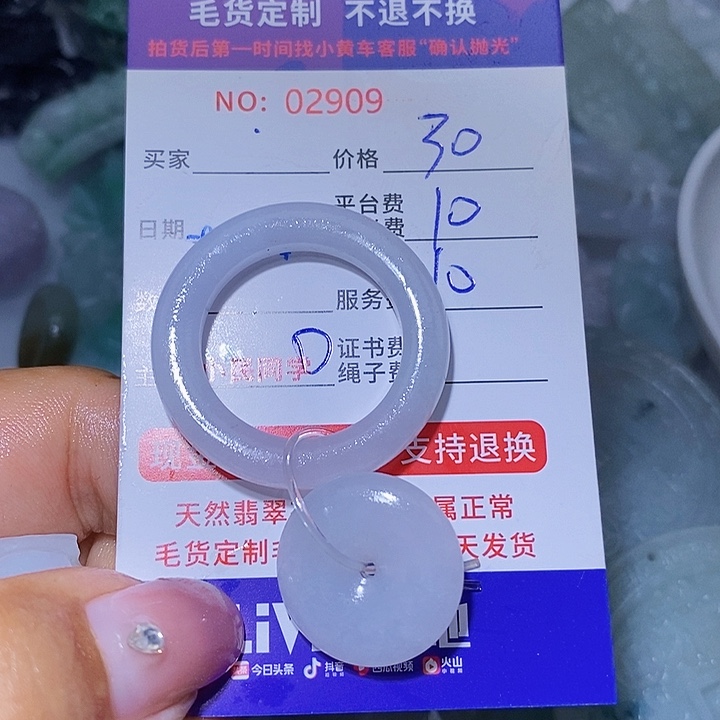 毛货定制 不退不换
拍货后第一时间找小黄车客服“确认抛光”
NO: 02909
买家 价格 30
平台费 10
日期 费
服务费 10
D 证书费
绳子费
支持退换
天然翡翠 属正常
毛货定制 天发货
今日头条 抖音 西瓜视频 火山